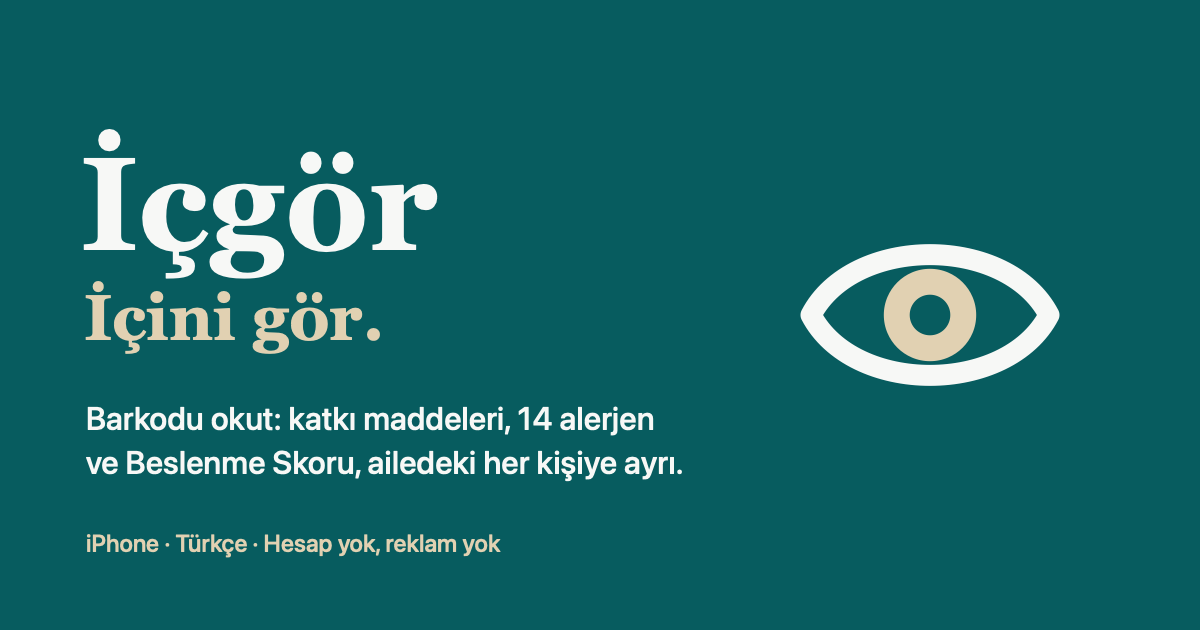 İçgör
İçini gör.
Barkodu okut: katkı maddeleri, 14 alerjen
ve Beslenme Skoru, ailedeki her kişiye ayrı.
iPhone · Türkçe · Hesap yok, reklam yok